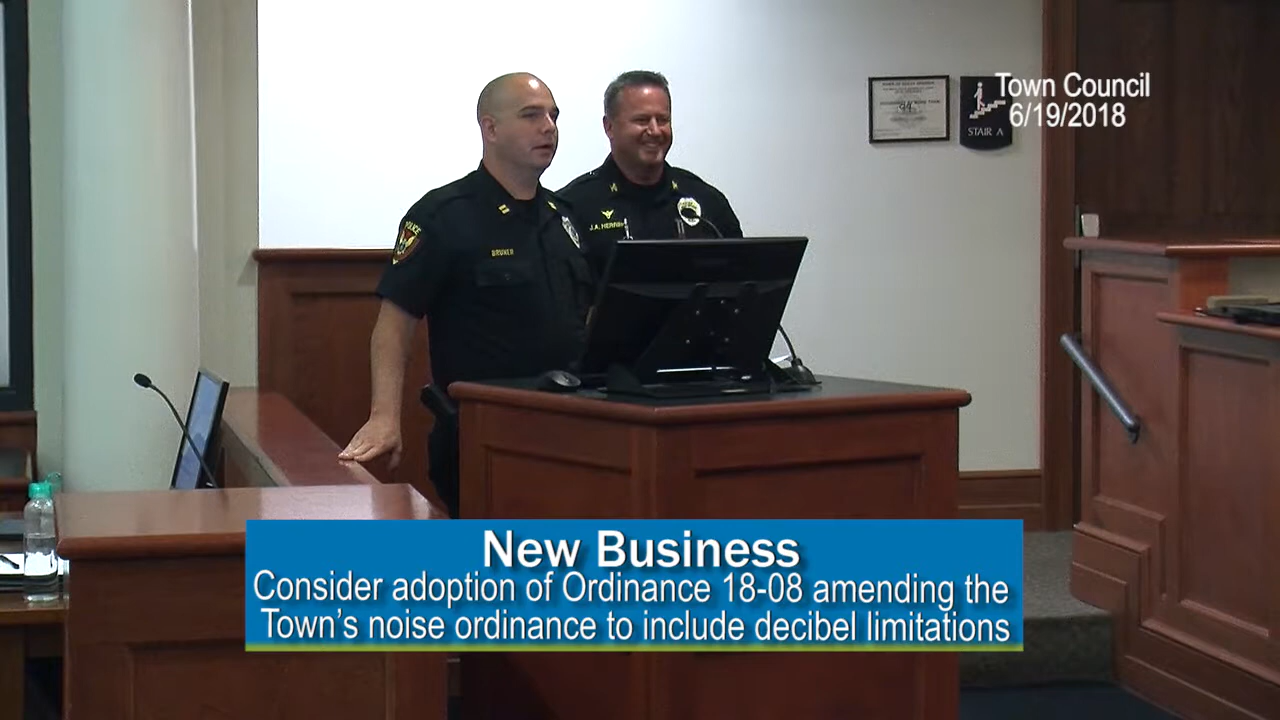 Town Council
6/19/2018
STAIR A
POLICE
BRUNER
New Business
Consider adoption of Ordinance 18-08 amending the
Town's noise ordinance to include decibel limitations